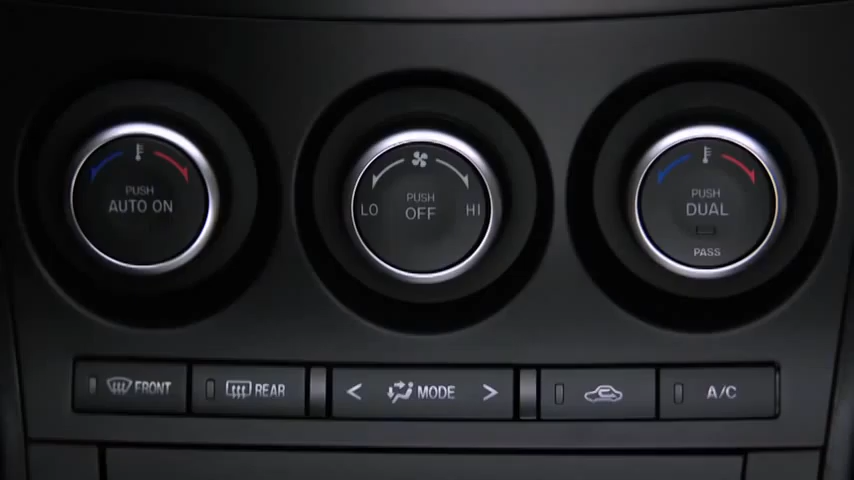 PUSH
AUTO ON
PUSH
LO OFF HI
PUSH
DUAL
PASS
FRONT
REAR
< MODE >
A/C